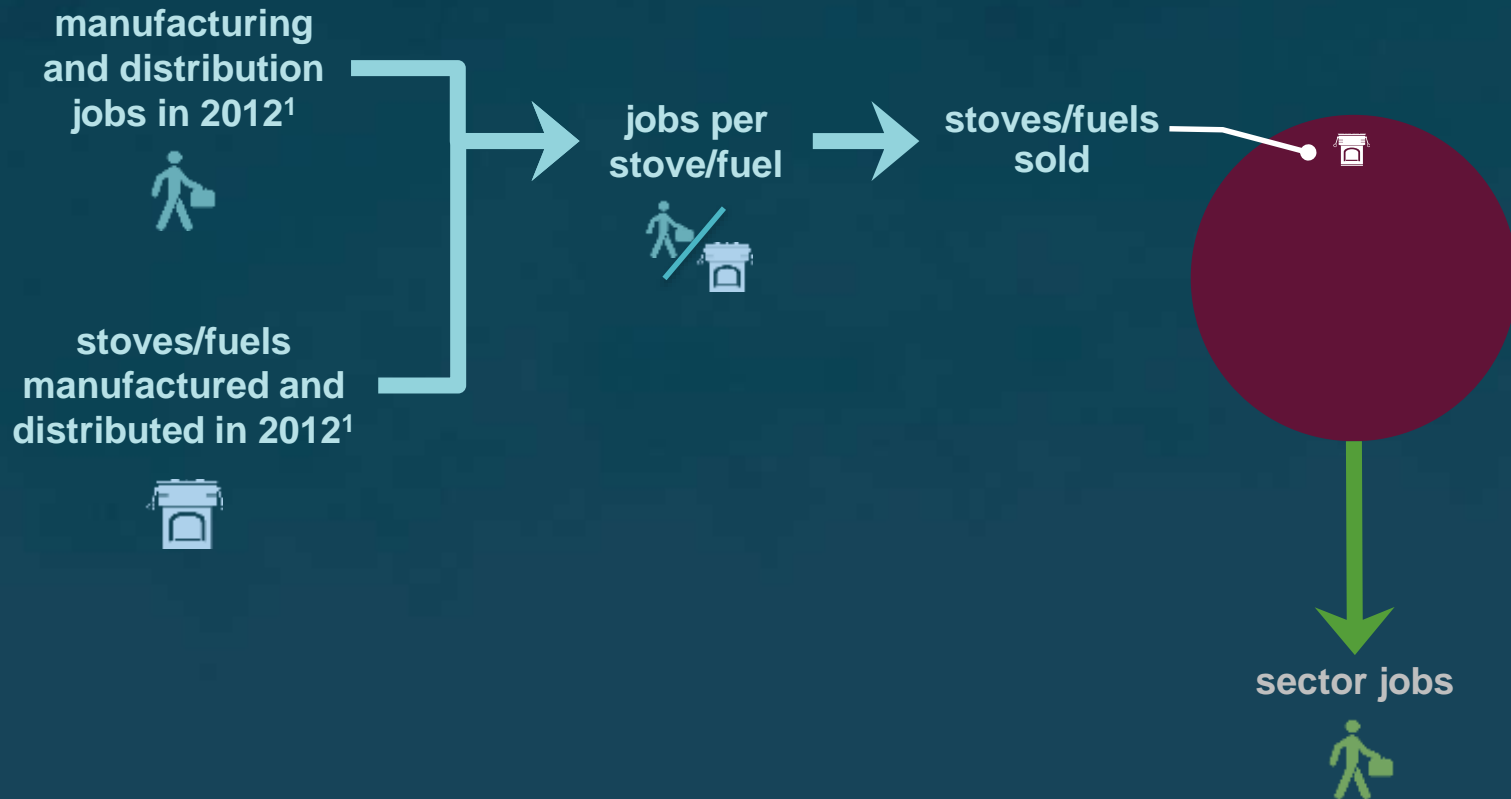 manufacturing
and distribution
jobs in 2012¹
jobs per
stove/fuel
stoves/fuels
sold
stoves/fuels
manufactured and
distributed in 2012¹
sector jobs